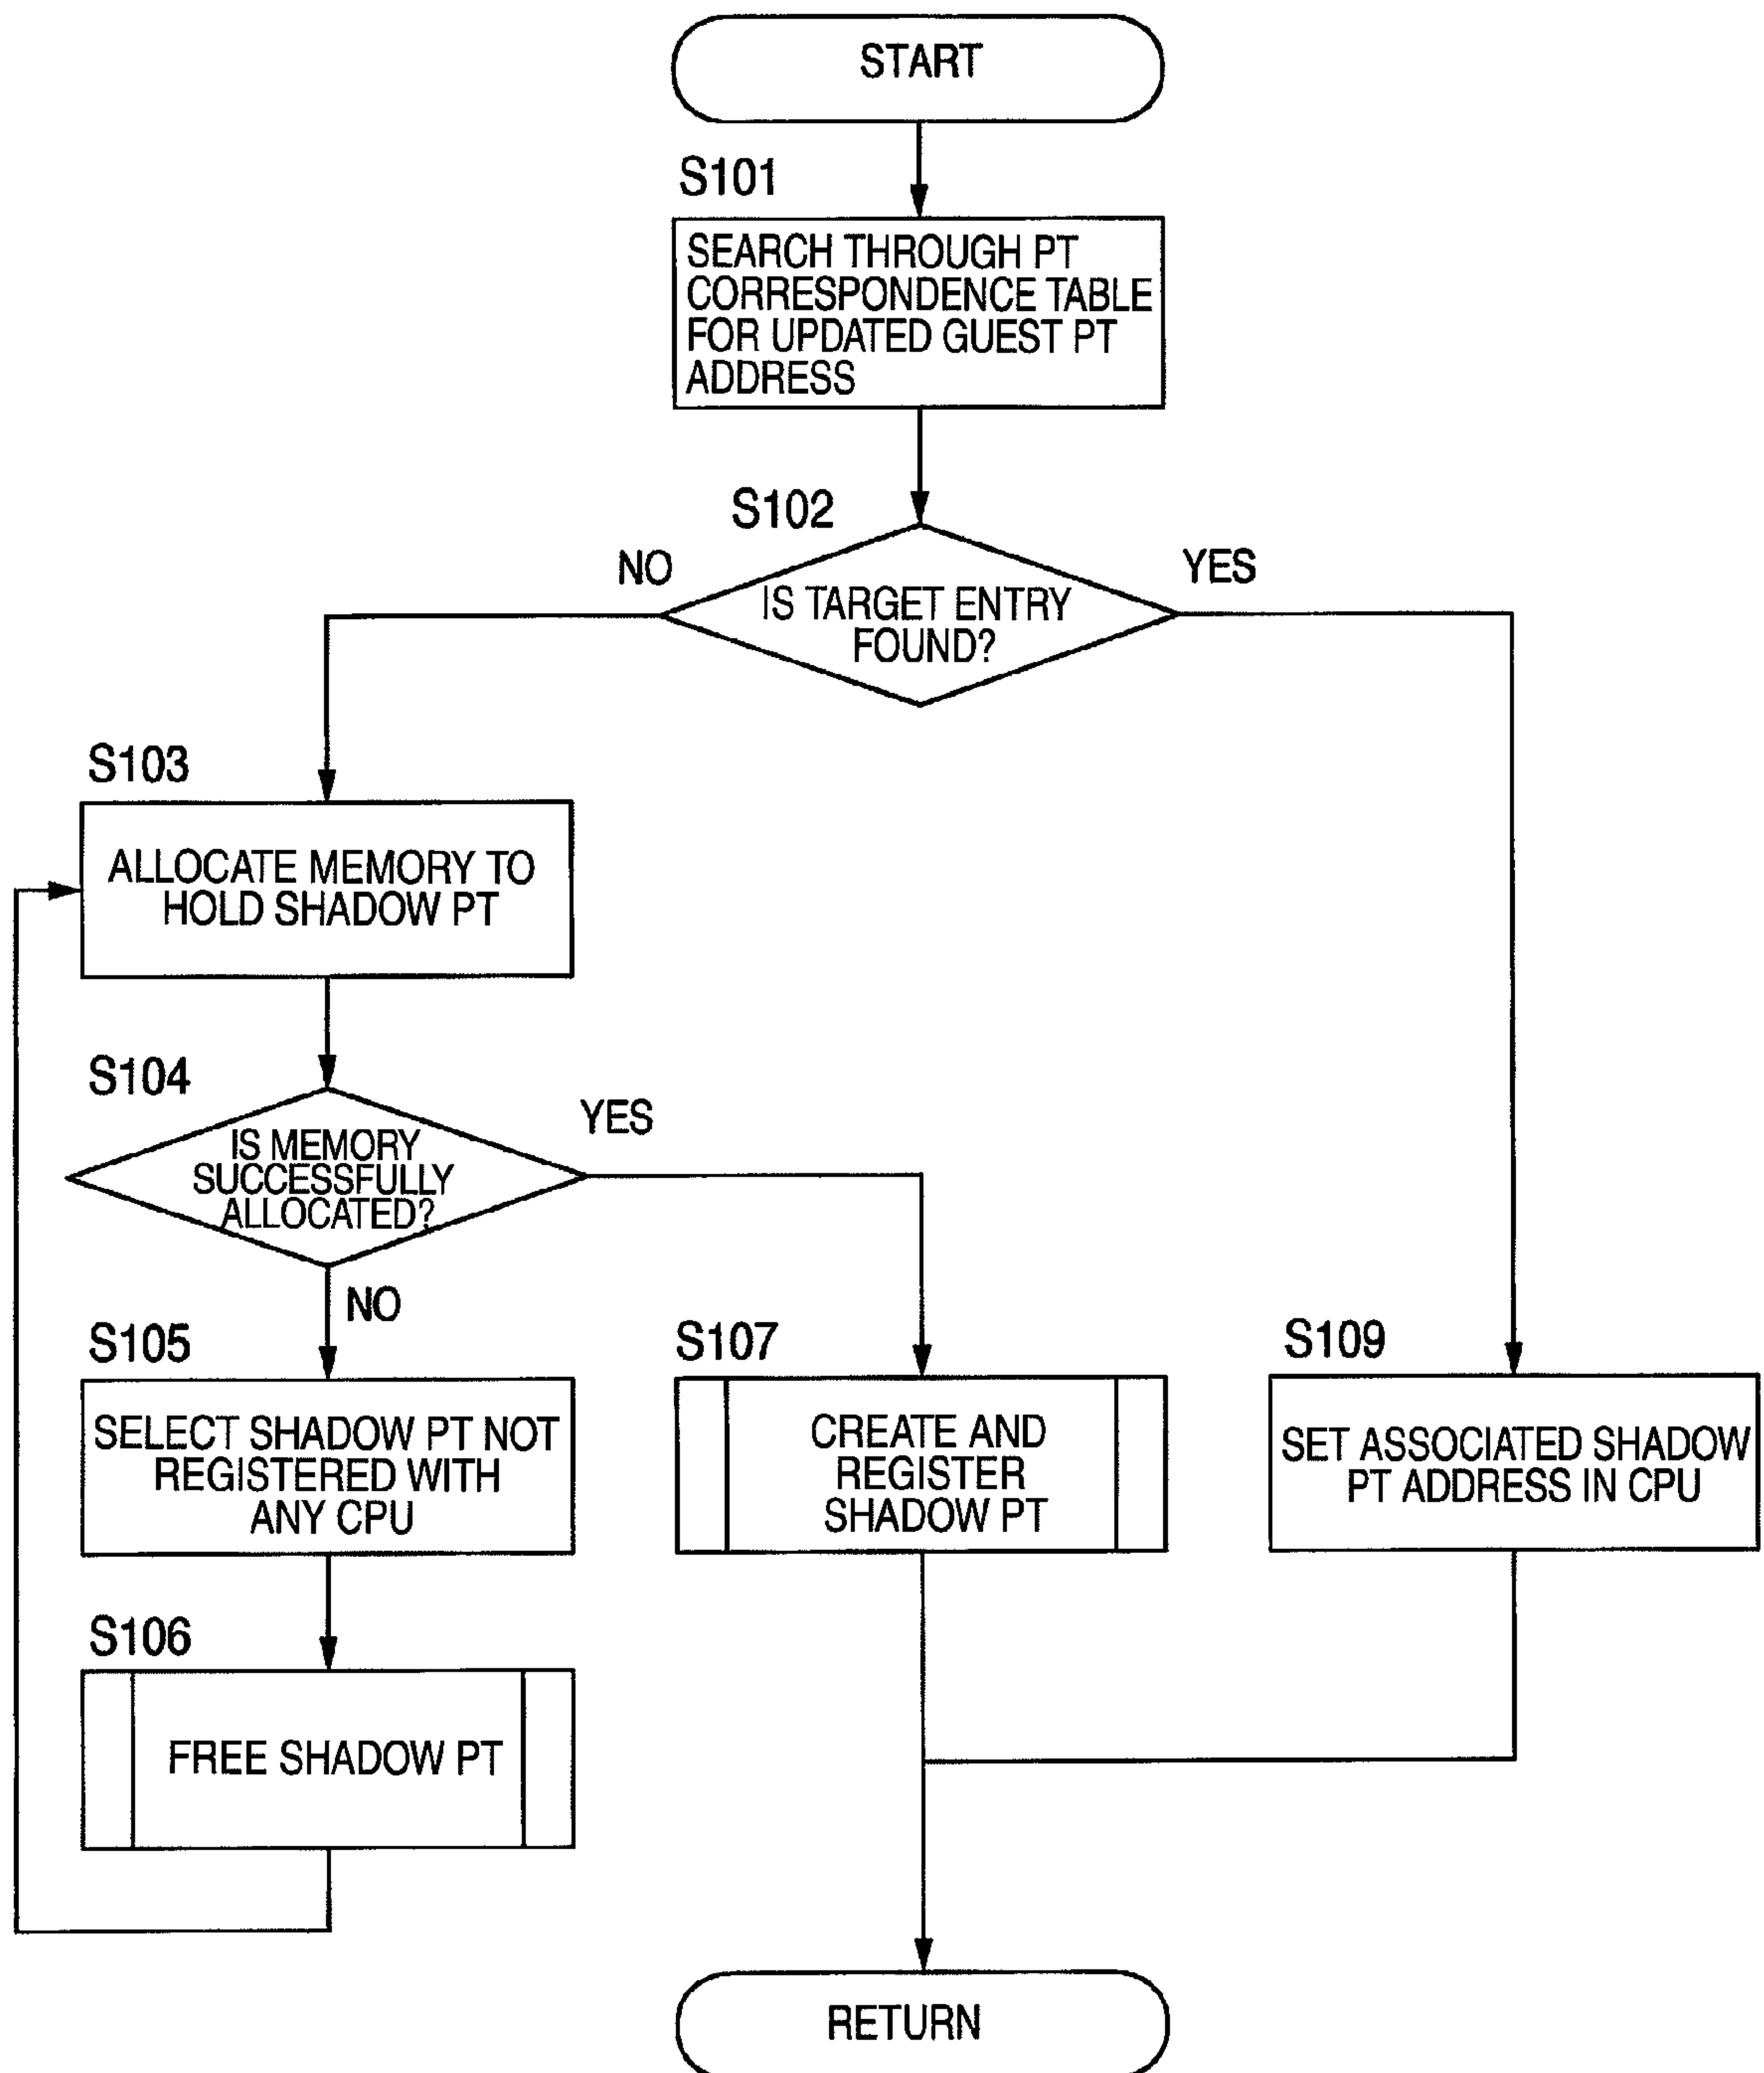 START
S101
SEARCH THROUGH PT
CORRESPONDENCE TABLE
FOR UPDATED GUEST PT
ADDRESS
S102
NO
YES
IS TARGET ENTRY
FOUND?
S103
ALLOCATE MEMORY TO
HOLD SHADOW PT
S104
YES
IS MEMORY
SUCCESSFULLY
ALLOCATED?
NO
S105
SELECT SHADOW PT NOT
REGISTERED WITH
ANY CPU
S107
CREATE AND
REGISTER
SHADOW PT
S109
SET ASSOCIATED SHADOW
PT ADDRESS IN CPU
S106
FREE SHADOW PT
RETURN